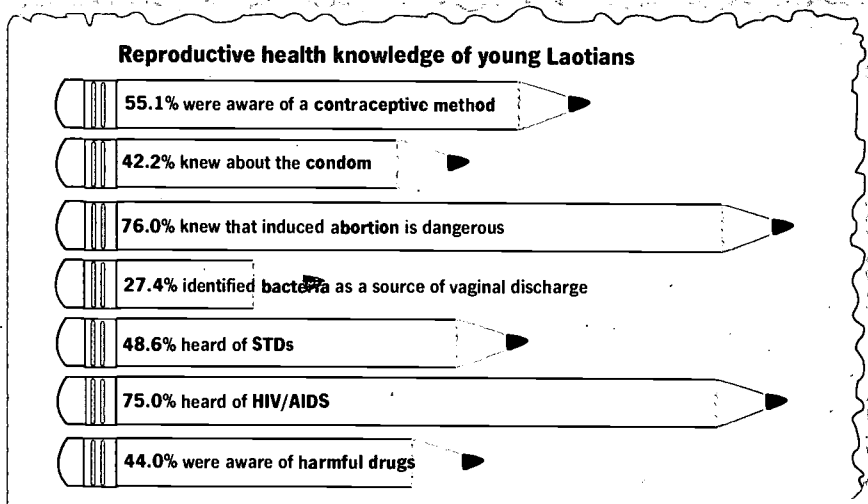 Reproductive health knowledge of young Laotians
55.1% were aware of a contraceptive method
42.2% knew about the condom
76.0% knew that induced abortion is dangerous
27.4% identified bacteria as a source of vaginal discharge
48.6% heard of STDs
75.0% heard of HIV/AIDS
44.0% were aware of harmful drugs